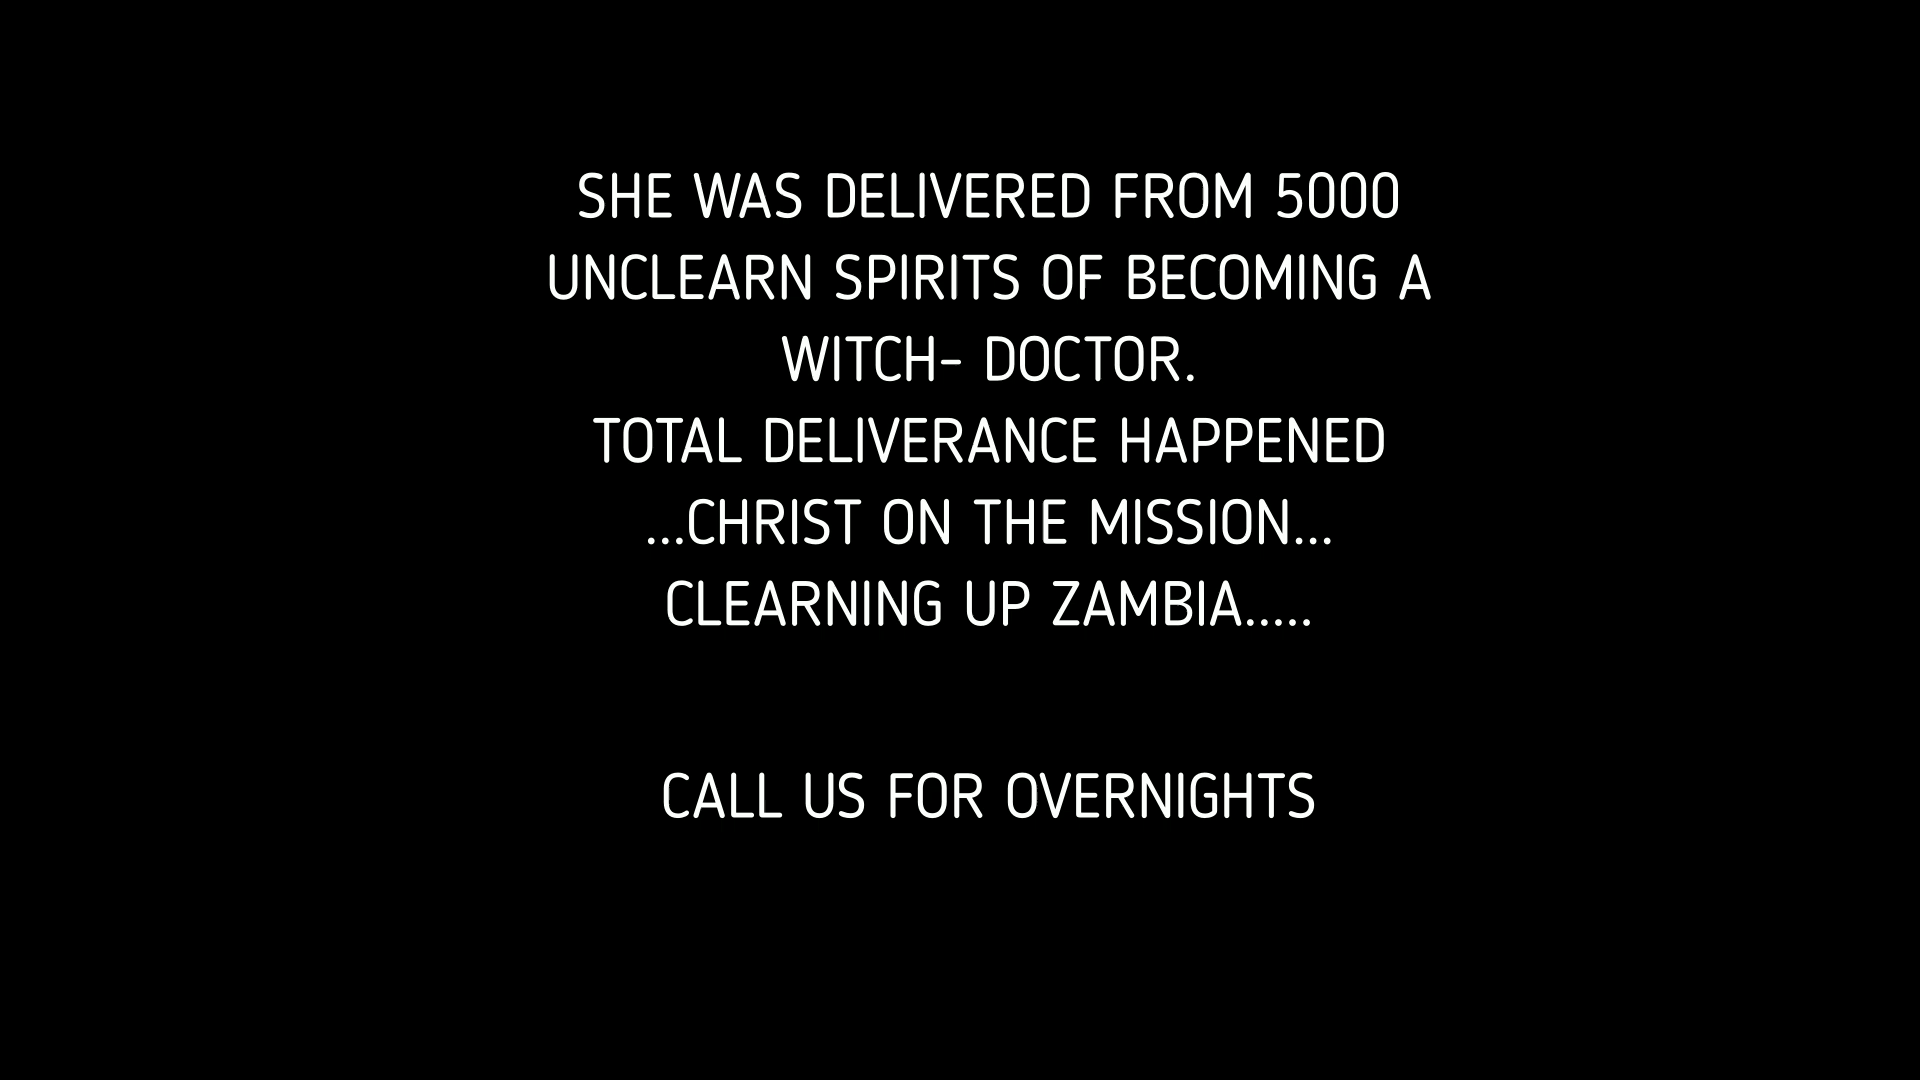 SHE WAS DELIVERED FROM 5000
UNCLEARN SPIRITS OF BECOMING A
WITCH- DOCTOR.
TOTAL DELIVERANCE HAPPENED
...CHRIST ON THE MISSION...
CLEARNING UP ZAMBIA.....
CALL US FOR OVERNIGHTS